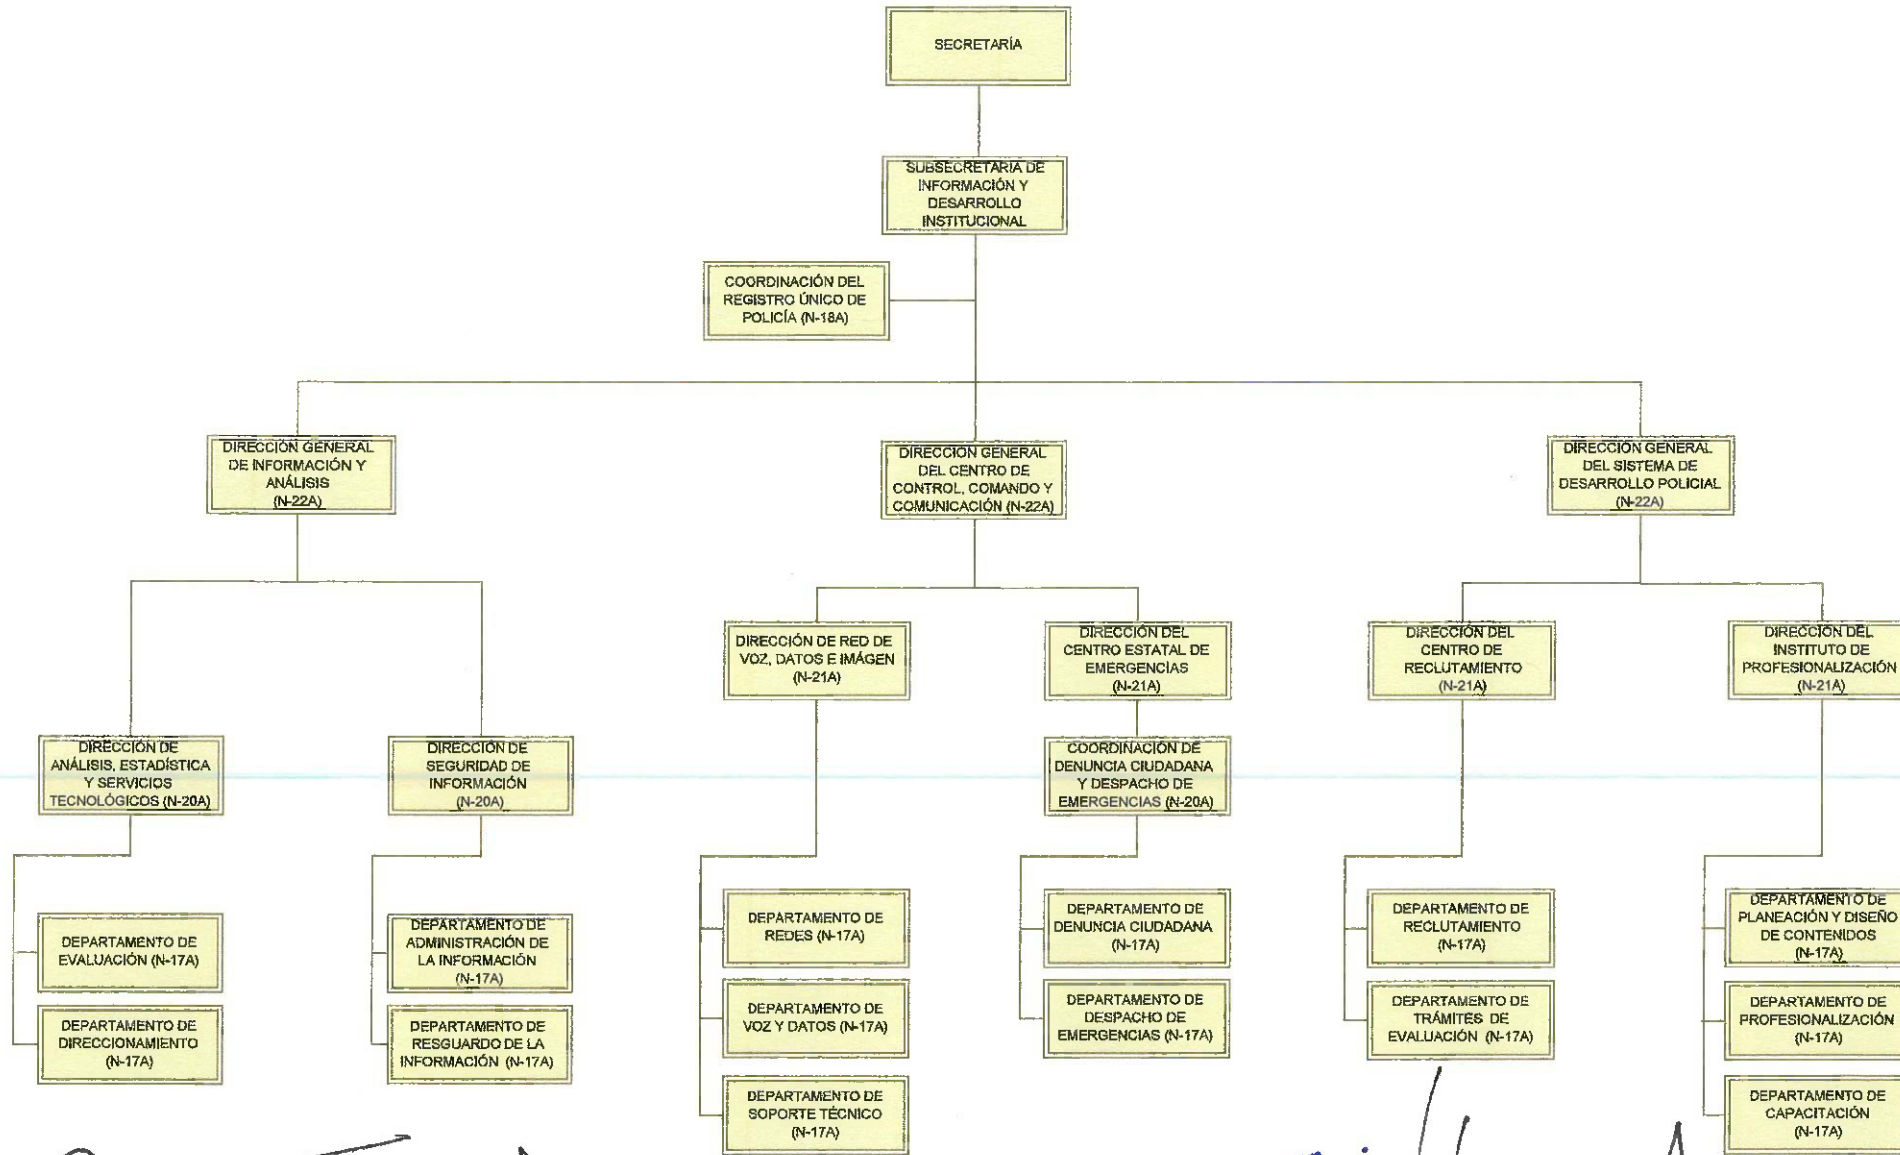 SECRETARÍA
SUBSECRETARIA DE
INFORMACIÓN Y
DESARROLLO
INSTITUCIONAL
COORDINACIÓN DEL
REGISTRO ÚNICO DE
POLICÍA (N-18A)
DIRECCIÓN GENERAL
DE INFORMACIÓN Y
ANÁLISIS
(N-22A)
DIRECCIÓN GENERAL
DEL CENTRO DE
CONTROL, COMANDO Y
COMUNICACIÓN (N-22A)
DIRECCIÓN GENERAL
DEL SISTEMA DE
DESARROLLO POLICIAL
(N-22A)
DIRECCIÓN DE RED DE
VOZ, DATOS E IMÁGEN
(N-21A)
DIRECCIÓN DEL
CENTRO ESTATAL DE
EMERGENCIAS
(N-21A)
DIRECCIÓN DEL
CENTRO DE
RECLUTAMIENTO
(N-21A)
DIRECCIÓN DEL
INSTITUTO DE
PROFESIONALIZACIÓN
(N-21A)
DIRECCIÓN DE
ANÁLISIS, ESTADÍSTICA
Y SERVICIOS
TECNOLÓGICOS (N-20A)
DIRECCIÓN DE
SEGURIDAD DE
INFORMACIÓN
(N-20A)
COORDINACIÓN DE
DENUNCIA CIUDADANA
Y DESPACHO DE
EMERGENCIAS (N-20A)
DEPARTAMENTO DE
EVALUACIÓN (N-17A)
DEPARTAMENTO DE
DIRECCIONAMIENTO
(N-17A)
DEPARTAMENTO DE
ADMINISTRACIÓN DE
LA INFORMACIÓN
(N-17A)
DEPARTAMENTO DE
RESGUARDO DE LA
INFORMACIÓN (N-17A)
DEPARTAMENTO DE
REDES (N-17A)
DEPARTAMENTO DE
VOZ Y DATOS (N-17A)
DEPARTAMENTO DE
SOPORTE TÉCNICO
(N-17A)
DEPARTAMENTO DE
DENUNCIA CIUDADANA
(N-17A)
DEPARTAMENTO DE
DESPACHO DE
EMERGENCIAS (N-17A)
DEPARTAMENTO DE
RECLUTAMIENTO
(N-17A)
DEPARTAMENTO DE
TRÁMITES DE
EVALUACIÓN (N-17A)
DEPARTAMENTO DE
PLANEACIÓN Y DISEÑO
DE CONTENIDOS
(N-17A)
DEPARTAMENTO DE
PROFESIONALIZACIÓN
(N-17A)
DEPARTAMENTO DE
CAPACITACIÓN
(N-17A)